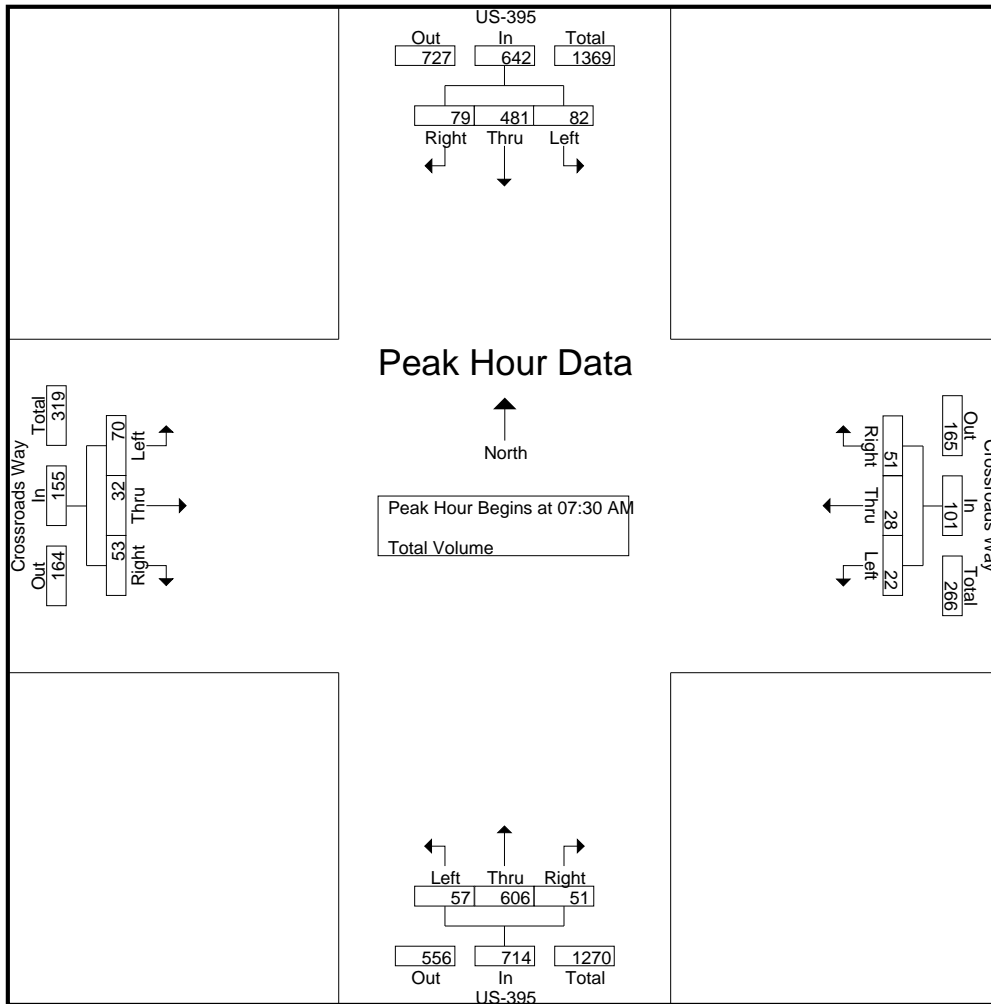 US-395
Out In Total
727 642 1369
79 481 82
Right Thru Left
Peak Hour Data
North
Peak Hour Begins at 07:30 AM
Total Volume
Crossroads Way
Total In Out
319 155 164
70 32 53
Left Thru Right
Right Thru Left
51 28 22
Out In Total
165 101 266
Crossroads Way
Left Thru Right
57 606 51
556 714 1270
Out In Total
US-395